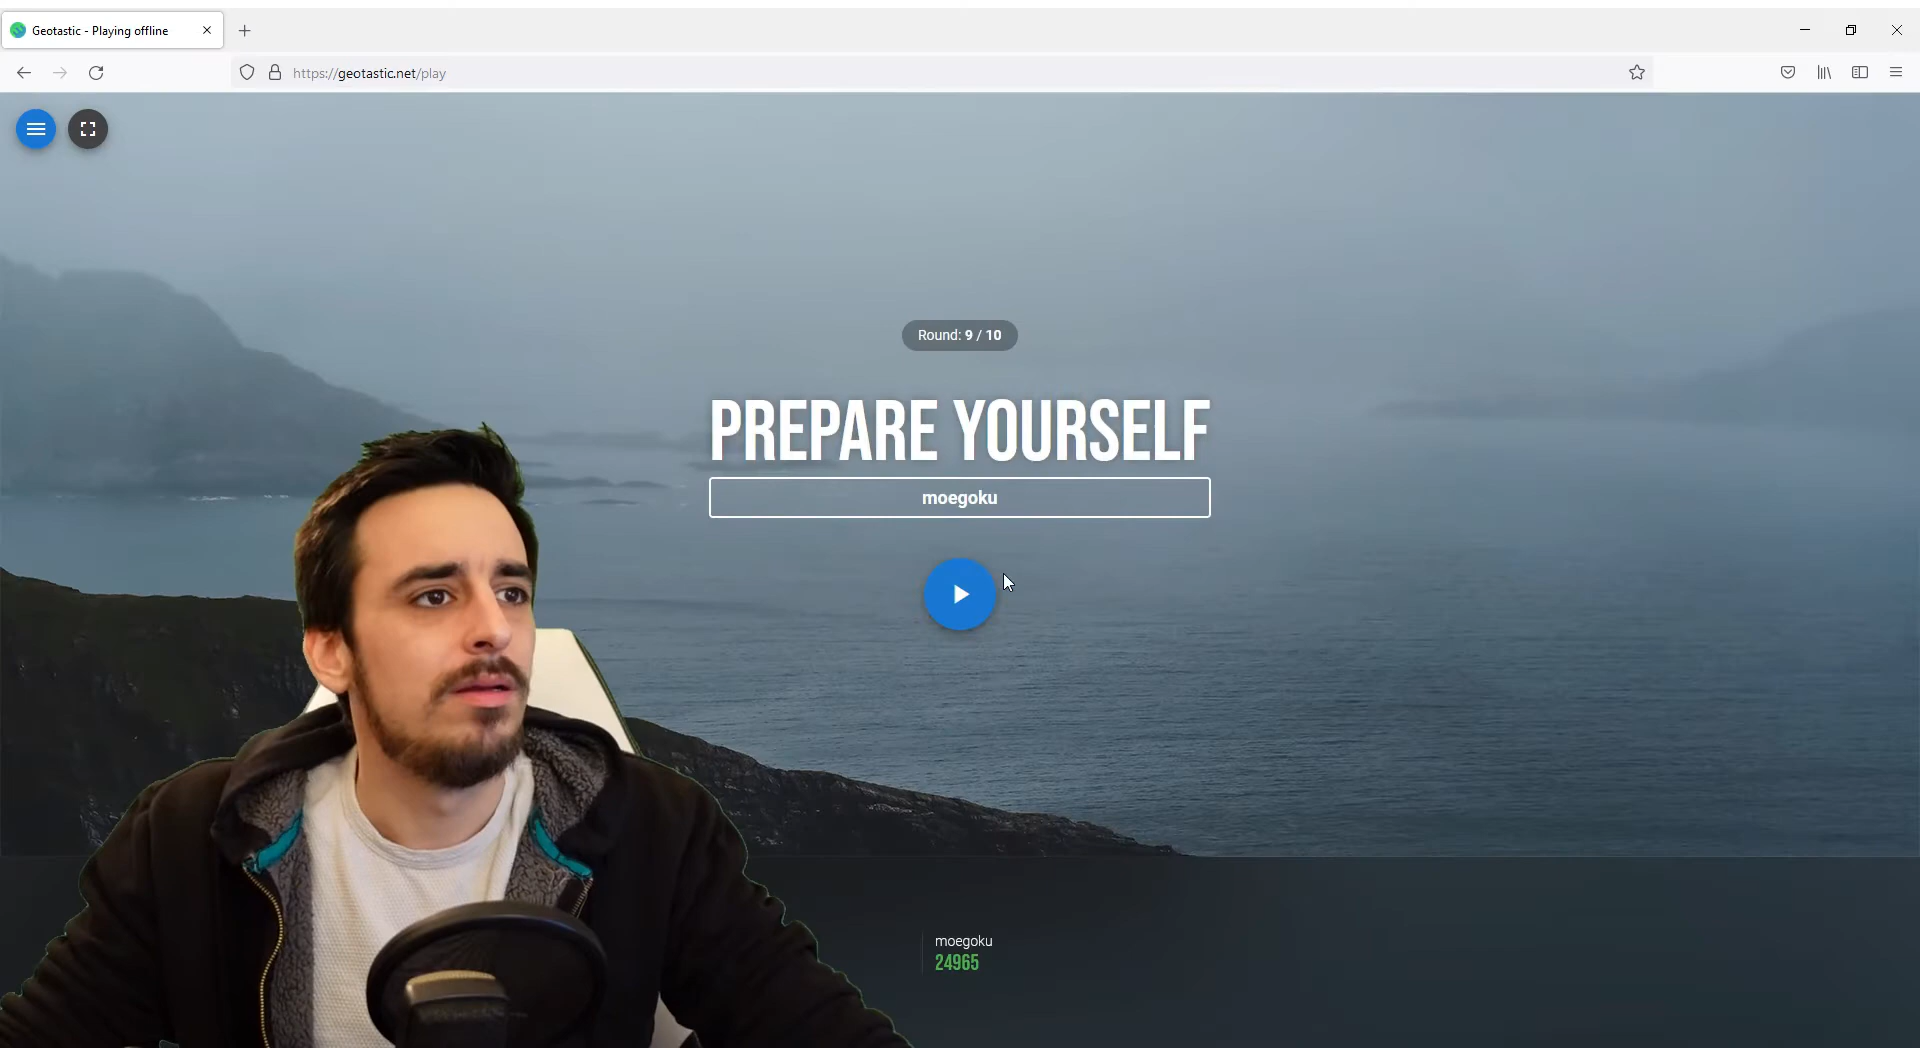 Geotastic - Playing offline
https://geotastic.net/play
Round: 9 / 10
PREPARE YOURSELF
moegoku
moegoku
24965